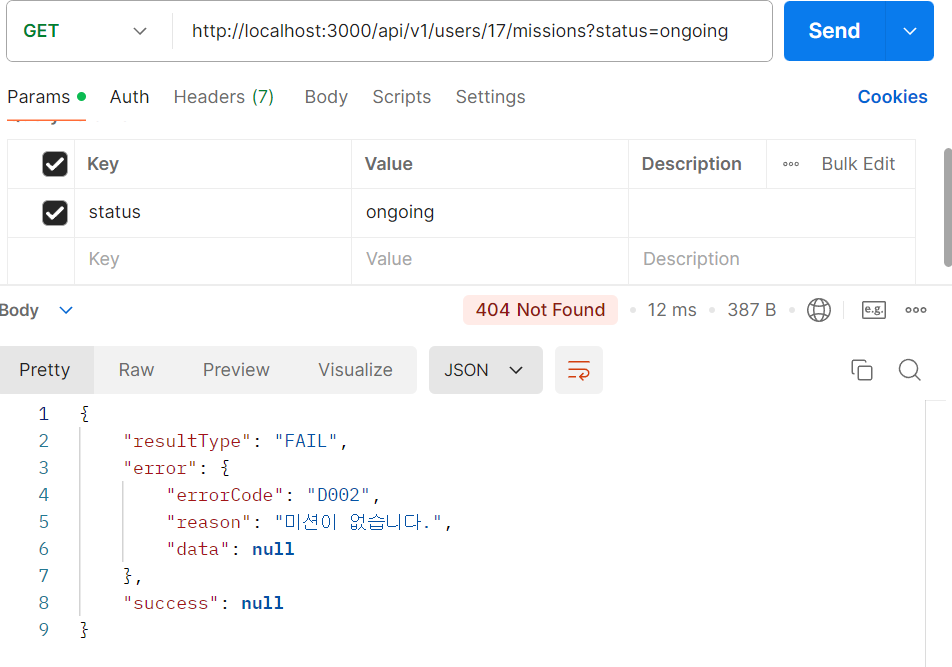 GET http://localhost:3000/api/v1/users/17/missions?status=ongoing Send
Params Auth Headers (7) Body Scripts Settings Cookies
Key Value Description Bulk Edit
status ongoing
Key Value Description
Body 404 Not Found 12 ms 387 B e.g.
Pretty Raw Preview Visualize JSON
1 {
2 "resultType": "FAIL",
3 "error": {
4 "errorCode": "D002",
5 "reason": "미션이 없습니다.",
6 "data": null
7 },
8 "success": null
9 }